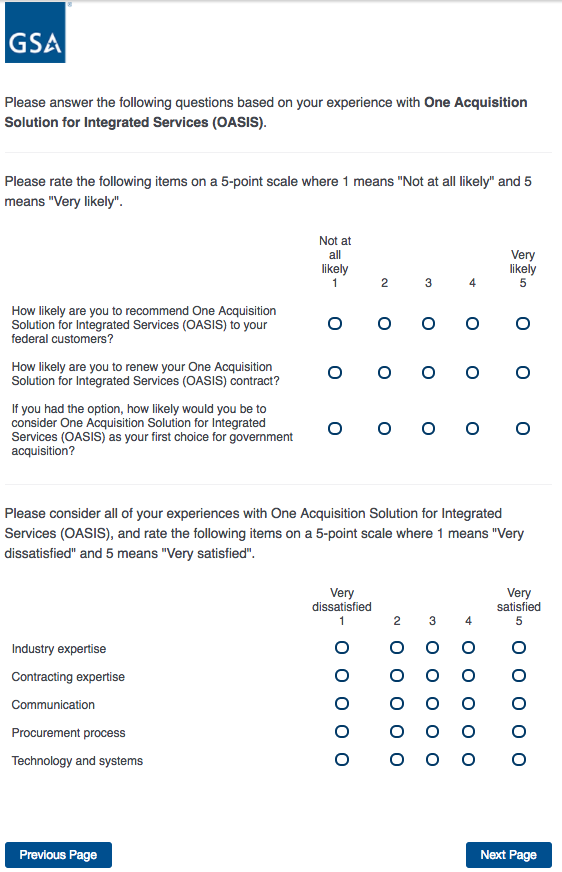 GSA
Please answer the following questions based on your experience with One Acquisition
Solution for Integrated Services (OASIS).
Please rate the following items on a 5-point scale where 1 means "Not at all likely" and 5
means "Very likely".
Not at
all
likely
1
2
3
4
Very
likely
5
How likely are you to recommend One Acquisition
Solution for Integrated Services (OASIS) to your
federal customers?
How likely are you to renew your One Acquisition
Solution for Integrated Services (OASIS) contract?
If you had the option, how likely would you be to
consider One Acquisition Solution for Integrated
Services (OASIS) as your first choice for government
acquisition?
Please consider all of your experiences with One Acquisition Solution for Integrated
Services (OASIS), and rate the following items on a 5-point scale where 1 means "Very
dissatisfied" and 5 means "Very satisfied".
Very
dissatisfied
1
2
3
4
Very
satisfied
5
Industry expertise
Contracting expertise
Communication
Procurement process
Technology and systems
Previous Page
Next Page